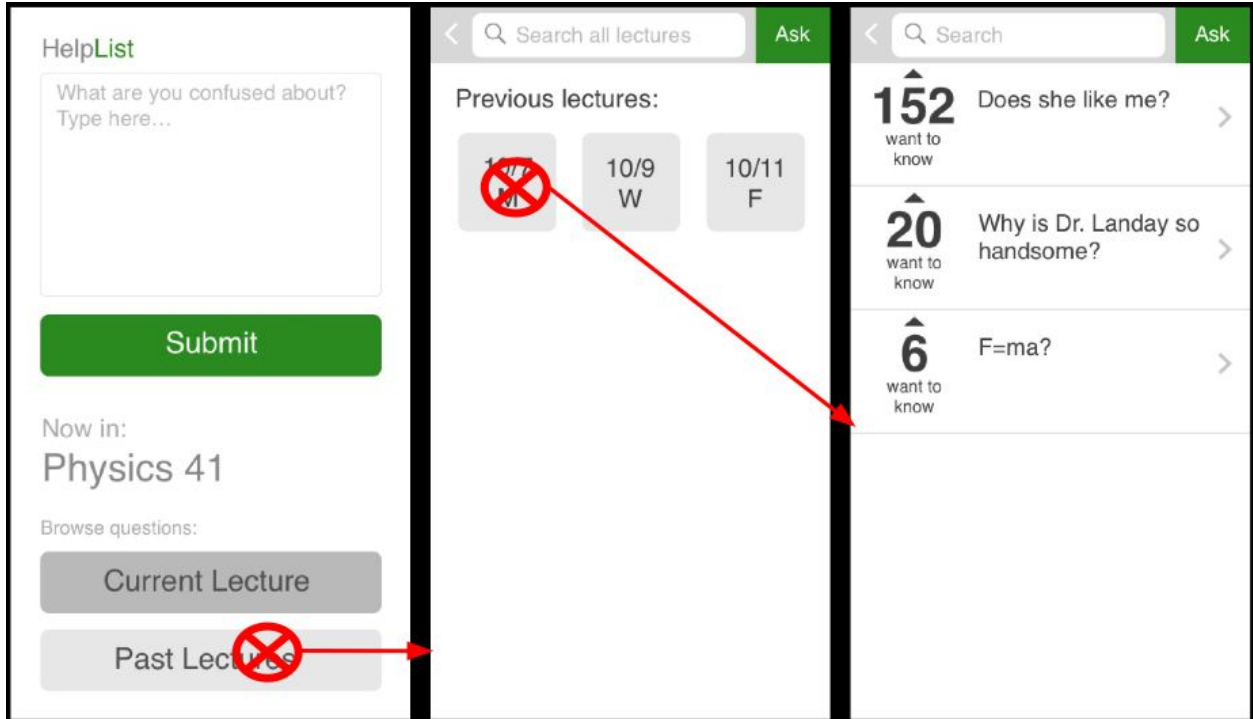 HelpList
What are you confused about?
Type here...
Submit
Now in:
Physics 41
Browse questions:
Current Lecture
Past Lectures
Search all lectures
Ask
Previous lectures:
10/7
M
10/9
W
10/11
F
Search
Ask
152
want to
know
Does she like me?
20
want to
know
Why is Dr. Landay so
handsome?
6
want to
know
F=ma?